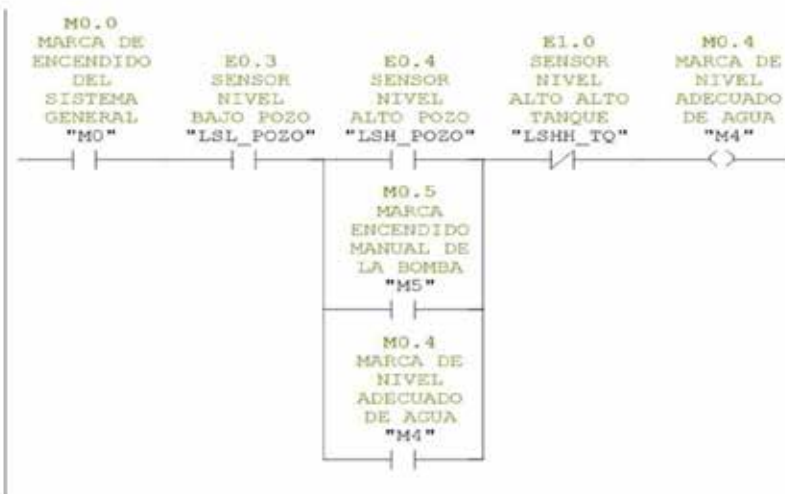 M0.0
MARCA DE
ENCENDIDO
DEL
SISTEMA
GENERAL
"M0"
E0.3
SENSOR
NIVEL
BAJO POZO
"LSL_POZO"
E0.4
SENSOR
NIVEL
ALTO POZO
"LSH_POZO"
E1.0
SENSOR
NIVEL
ALTO ALTO
TANQUE
"LSHH_TQ"
M0.4
MARCA DE
NIVEL
ADECUADO
DE AGUA
"M4"
M0.5
MARCA
ENCENDIDO
MANUAL DE
LA BOMBA
"M5"
M0.4
MARCA DE
NIVEL
ADECUADO
DE AGUA
"M4"